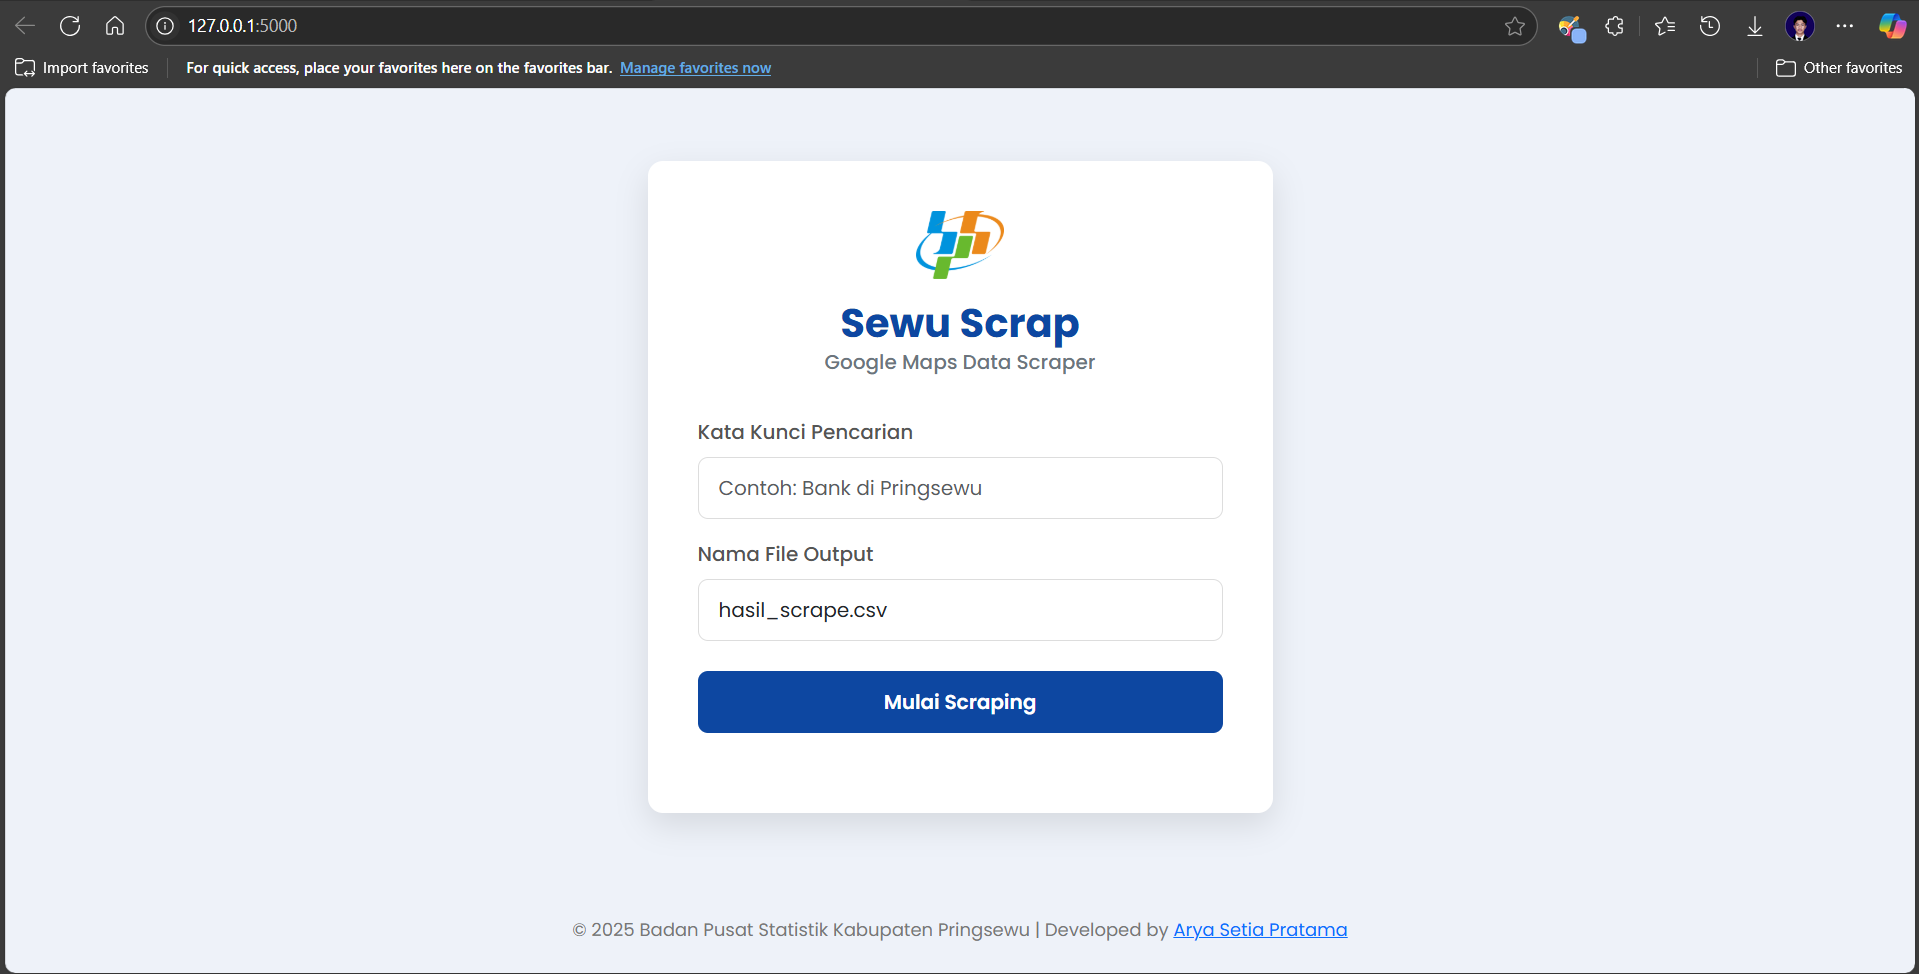 127.0.0.1:5000
Import favorites
For quick access, place your favorites here on the favorites bar. Manage favorites now
Other favorites
Sewu Scrap
Google Maps Data Scraper
Kata Kunci Pencarian
Contoh: Bank di Pringsewu
Nama File Output
hasil_scrape.csv
Mulai Scraping
© 2025 Badan Pusat Statistik Kabupaten Pringsewu | Developed by Arya Setia Pratama